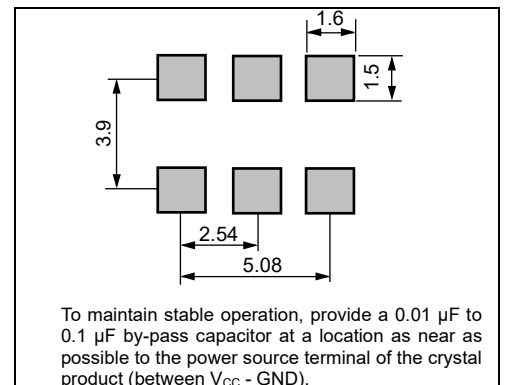 1.6
1.5
3.9
2.54
5.08
To maintain stable operation, provide a 0.01 µF to
0.1 µF by-pass capacitor at a location as near as
possible to the power source terminal of the crystal
product (between VCC - GND).